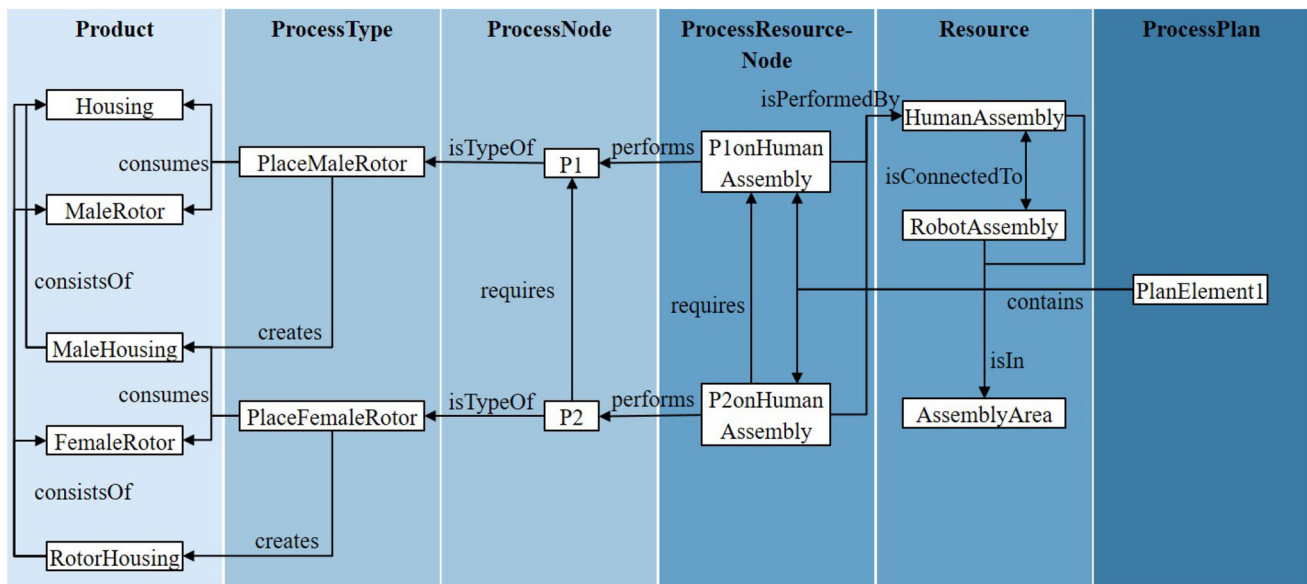 Product
ProcessType
ProcessNode
ProcessResource-
Node
Resource
ProcessPlan
Housing
isPerformedBy
HumanAssembly
consumes
PlaceMaleRotor
isTypeOf
P1
performs
P1onHuman
Assembly
isConnectedTo
MaleRotor
RobotAssembly
consistsOf
requires
requires
contains
PlanElement1
MaleHousing
creates
isIn
consumes
PlaceFemaleRotor
isTypeOf
P2
performs
P2onHuman
Assembly
AssemblyArea
FemaleRotor
consistsOf
RotorHousing
creates